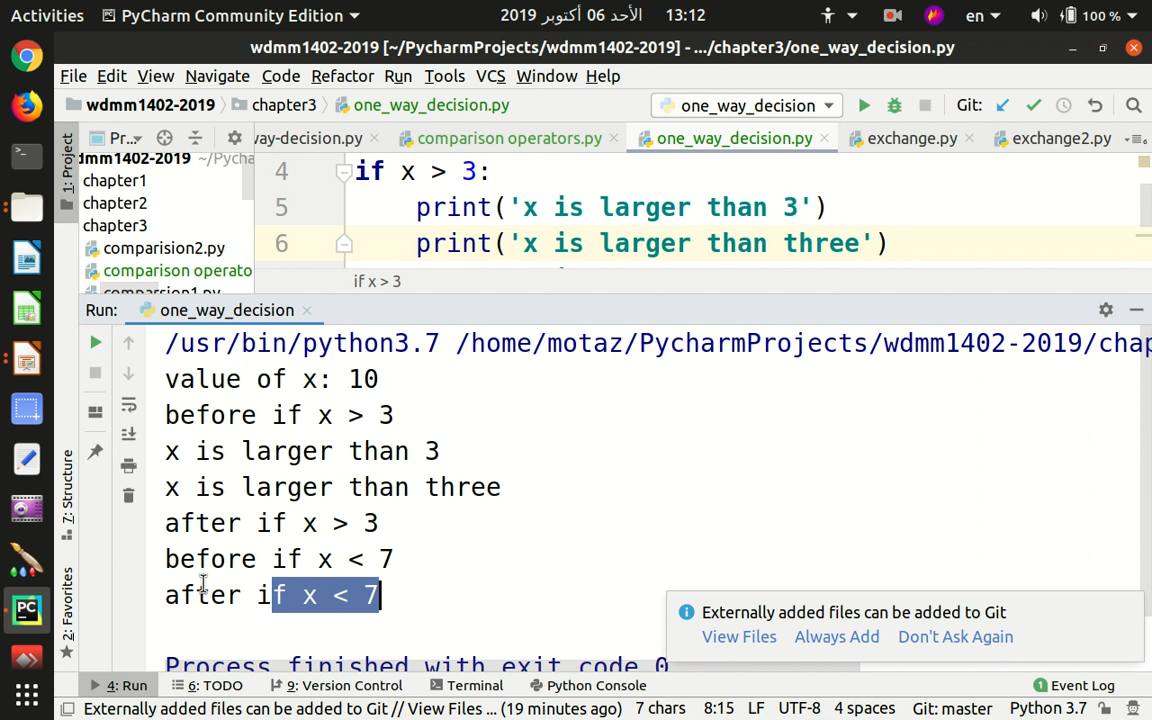 Activities PyCharm Community Edition 2019 الأحد 06 أكتوبر 13:12 en 100 %
wdmm1402-2019 [~/PycharmProjects/wdmm1402-2019] - .../chapter3/one_way_decision.py
File Edit View Navigate Code Refactor Run Tools VCS Window Help
wdmm1402-2019 chapter3 one_way_decision.py one_way_decision Git:
1: Project Pr... way-decision.py comparison operators.py one_way_decision.py exchange.py exchange2.py
dmm1402-2019 ~/Pycha
chapter1
chapter2
chapter3
comparision2.py
comparison operato
4 if x > 3:
5 print('x is larger than 3')
6 print('x is larger than three')
if x > 3
Run: one_way_decision
/usr/bin/python3.7 /home/motaz/PycharmProjects/wdmm1402-2019/chap
value of x: 10
before if x > 3
x is larger than 3
x is larger than three
after if x > 3
before if x < 7
after if x < 7
Process finished with exit code 0
7: Structure
2: Favorites
Externally added files can be added to Git
View Files Always Add Don't Ask Again
4: Run 6: TODO 9: Version Control Terminal Python Console 1 Event Log
Externally added files can be added to Git // View Files ... (19 minutes ago) 7 chars 8:15 LF UTF-8 4 spaces Git: master Python 3.7